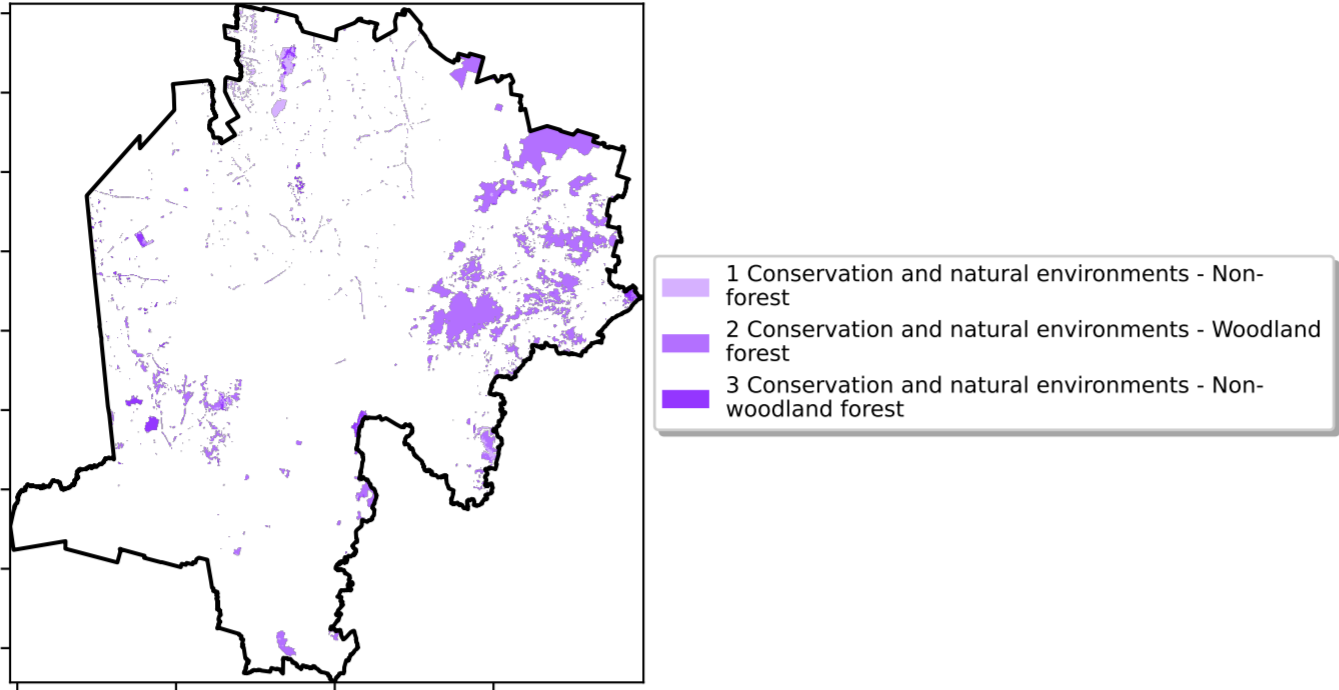 1 Conservation and natural environments - Non-
forest
2 Conservation and natural environments - Woodland
forest
3 Conservation and natural environments - Non-
woodland forest